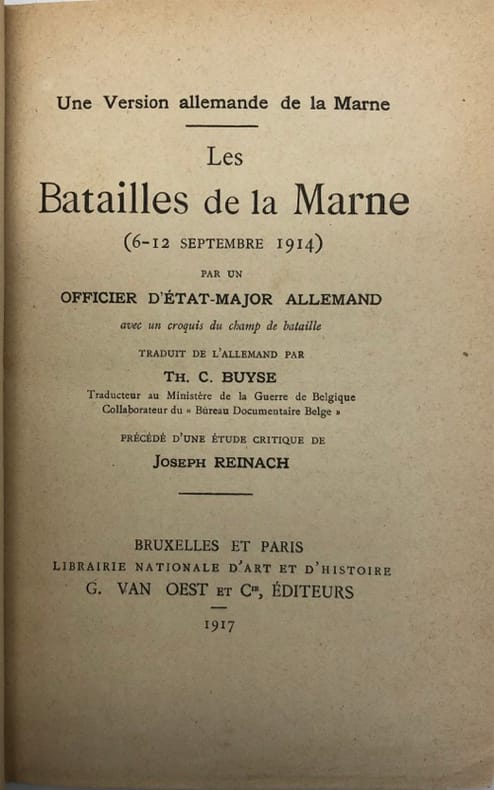 Une Version allemande de la Marne
Les
Batailles de la Marne
(6-12 SEPTEMBRE 1914)
PAR UN
OFFICIER D'ÉTAT-MAJOR ALLEMAND
avec un croquis du champ de bataille
TRADUIT DE L'ALLEMAND PAR
TH. C. BUYSE
Traducteur au Ministère de la Guerre de Belgique
Collaborateur du « Bureau Documentaire Belge »
PRÉCÉDÉ D'UNE ÉTUDE CRITIQUE DE
JOSEPH REINACH
BRUXELLES ET PARIS
LIBRAIRIE NATIONALE D'ART ET D'HISTOIRE
G. VAN OEST ET Cie, ÉDITEURS
1917